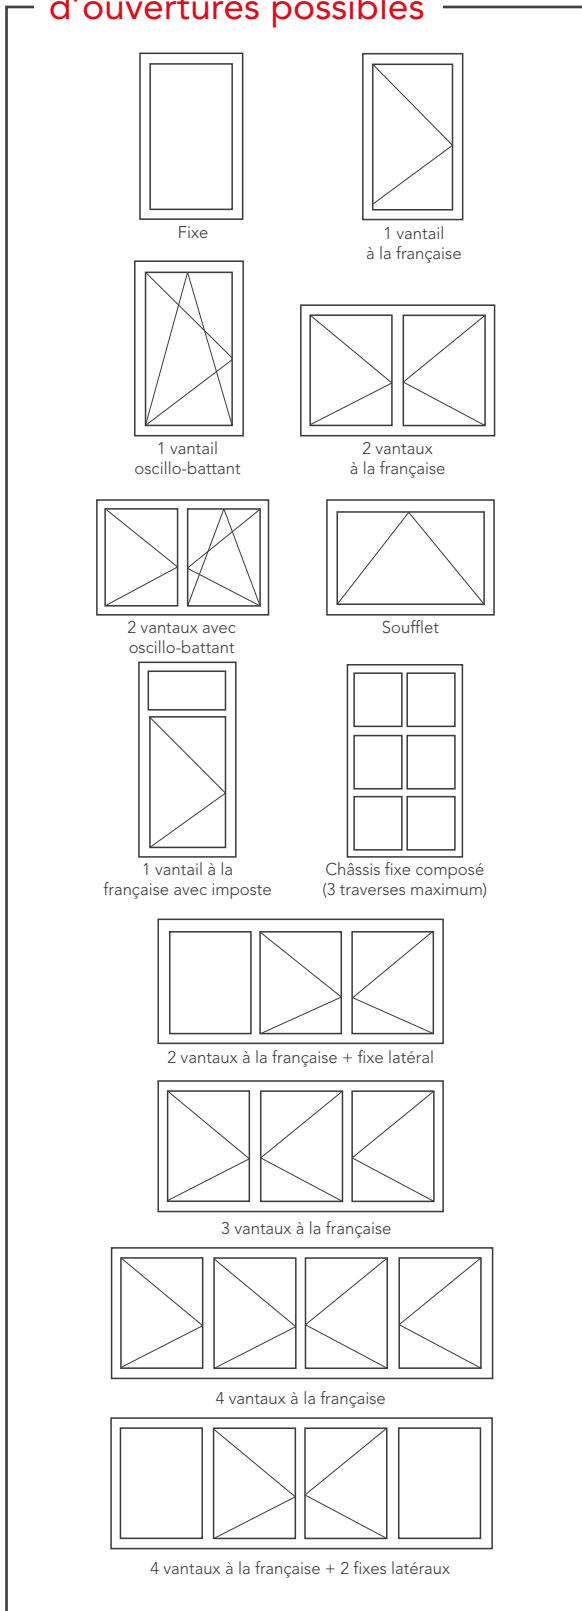 d'ouvertures possibles
Fixe
1 vantail
à la française
1 vantail
oscillo-battant
2 vantaux
à la française
2 vantaux avec
oscillo-battant
Soufflet
1 vantail à la
française avec imposte
Châssis fixe composé
(3 traverses maximum)
2 vantaux à la française + fixe latéral
3 vantaux à la française
4 vantaux à la française
4 vantaux à la française + 2 fixes latéraux